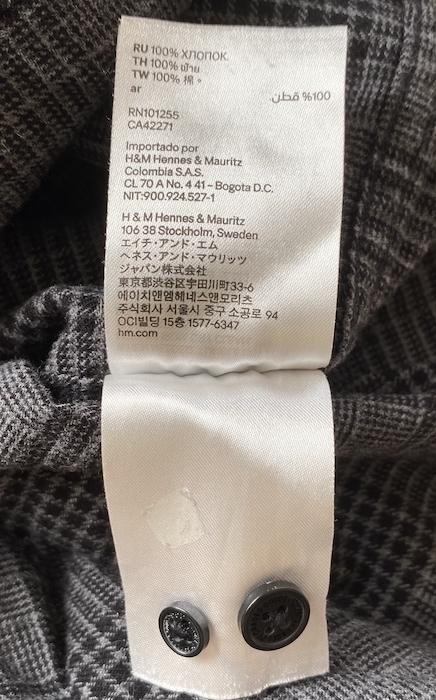 RU 100% ХЛОПОК.
TH 100% ฝ้าย
TW 100% 棉。
ar
100% قطن
RN101255
CA42271
Importado por
H&M Hennes & Mauritz
Colombia S.A.S.
CL 70 A No. 4 41 – Bogota D.C.
NIT:900.924.527-1
H & M Hennes & Mauritz
106 38 Stockholm, Sweden
エイチ・アンド・エム
ヘネス・アンド・マウリッツ
ジャパン株式会社
東京都渋谷区宇田川町33-6
에이치앤엠헤네스앤모리츠
주식회사 서울시 중구 소공로 94
OCI빌딩 15층 1577-6347
hm.com